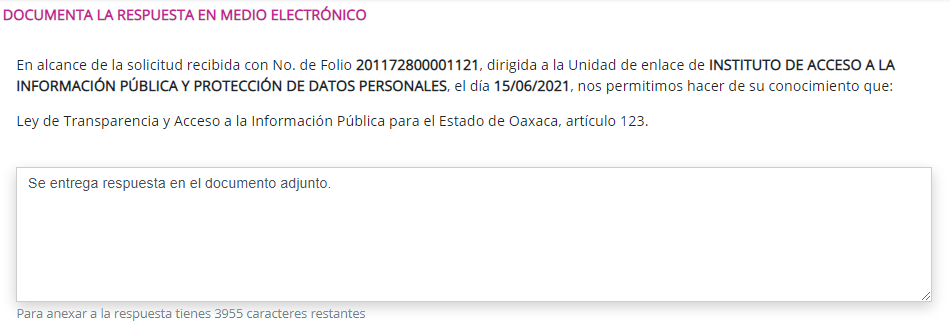 DOCUMENTA LA RESPUESTA EN MEDIO ELECTRÓNICO
En alcance de la solicitud recibida con No. de Folio 201172800001121, dirigida a la Unidad de enlace de INSTITUTO DE ACCESO A LA
INFORMACIÓN PÚBLICA Y PROTECCIÓN DE DATOS PERSONALES, el día 15/06/2021, nos permitimos hacer de su conocimiento que:
Ley de Transparencia y Acceso a la Información Pública para el Estado de Oaxaca, artículo 123.
Se entrega respuesta en el documento adjunto.
Para anexar a la respuesta tienes 3955 caracteres restantes